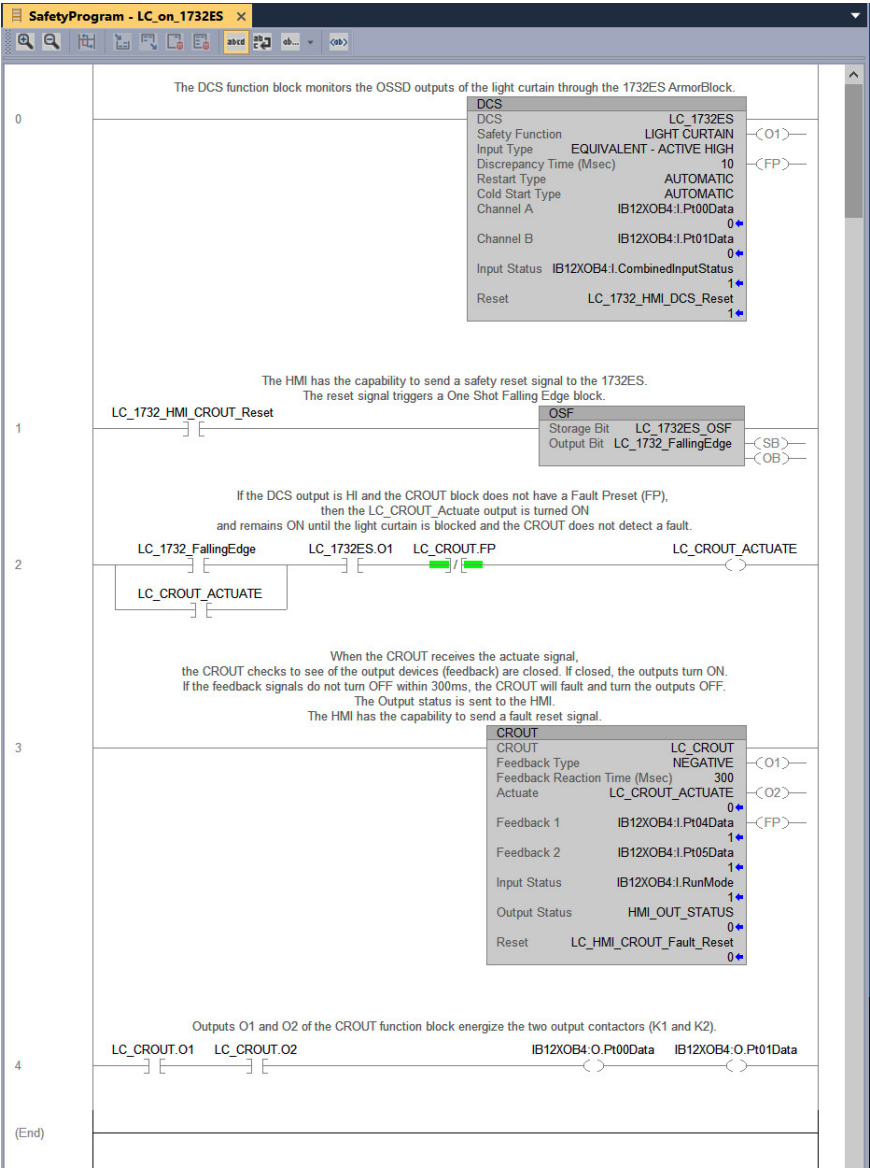 SafetyProgram - LC_on_1732ES ×
abcd ab c ab... <ab>
The DCS function block monitors the OSSD outputs of the light curtain through the 1732ES ArmorBlock.
0
DCS
DCS LC_1732ES (O1)
Safety Function LIGHT CURTAIN
Input Type EQUIVALENT - ACTIVE HIGH
Discrepancy Time (Msec) 10 (FP)
Restart Type AUTOMATIC
Cold Start Type AUTOMATIC
Channel A IB12XOB4:I.Pt00Data
0
Channel B IB12XOB4:I.Pt01Data
0
Input Status IB12XOB4:I.CombinedInputStatus
1
Reset LC_1732_HMI_DCS_Reset
1
The HMI has the capability to send a safety reset signal to the 1732ES.
The reset signal triggers a One Shot Falling Edge block.
LC_1732_HMI_CROUT_Reset
1
OSF
Storage Bit LC_1732ES_OSF
Output Bit LC_1732_FallingEdge (SB)
(OB)
If the DCS output is HI and the CROUT block does not have a Fault Preset (FP),
then the LC_CROUT_Actuate output is turned ON
and remains ON until the light curtain is blocked and the CROUT does not detect a fault.
LC_1732_FallingEdge LC_1732ES.O1 LC_CROUT.FP LC_CROUT_ACTUATE
2
/
LC_CROUT_ACTUATE
When the CROUT receives the actuate signal,
the CROUT checks to see of the output devices (feedback) are closed. If closed, the outputs turn ON.
If the feedback signals do not turn OFF within 300ms, the CROUT will fault and turn the outputs OFF.
The Output status is sent to the HMI.
The HMI has the capability to send a fault reset signal.
3
CROUT
CROUT LC_CROUT
Feedback Type NEGATIVE (O1)
Feedback Reaction Time (Msec) 300
Actuate LC_CROUT_ACTUATE (O2)
0
Feedback 1 IB12XOB4:I.Pt04Data (FP)
1
Feedback 2 IB12XOB4:I.Pt05Data
1
Input Status IB12XOB4:I.RunMode
1
Output Status HMI_OUT_STATUS
0
Reset LC_HMI_CROUT_Fault_Reset
0
Outputs O1 and O2 of the CROUT function block energize the two output contactors (K1 and K2).
LC_CROUT.O1 LC_CROUT.O2 IB12XOB4:O.Pt00Data IB12XOB4:O.Pt01Data
4
(End)